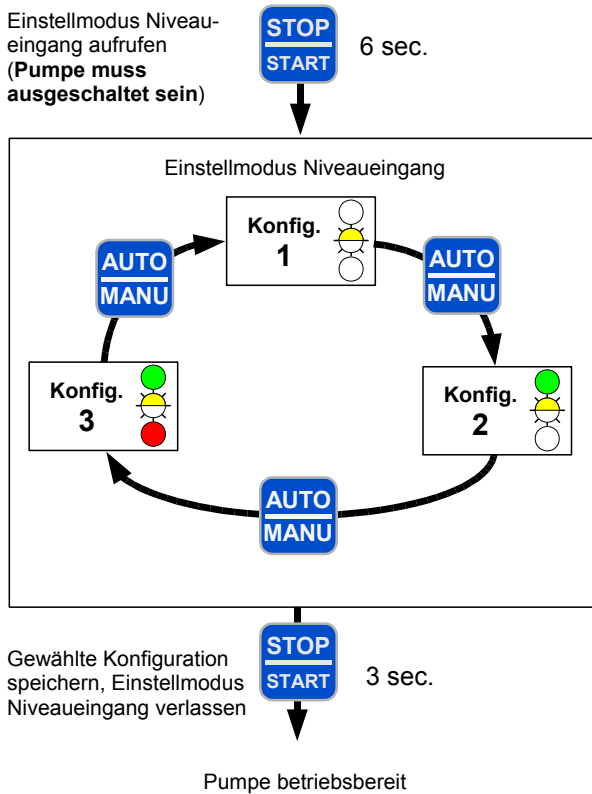 Einstellmodus Niveau-
eingang aufrufen
(Pumpe muss
ausgeschaltet sein)
STOP
START
6 sec.
Einstellmodus Niveaueingang
Konfig.
1
AUTO
MANU
AUTO
MANU
Konfig.
3
Konfig.
2
AUTO
MANU
Gewählte Konfiguration
speichern, Einstellmodus
Niveaueingang verlassen
STOP
START
3 sec.
Pumpe betriebsbereit